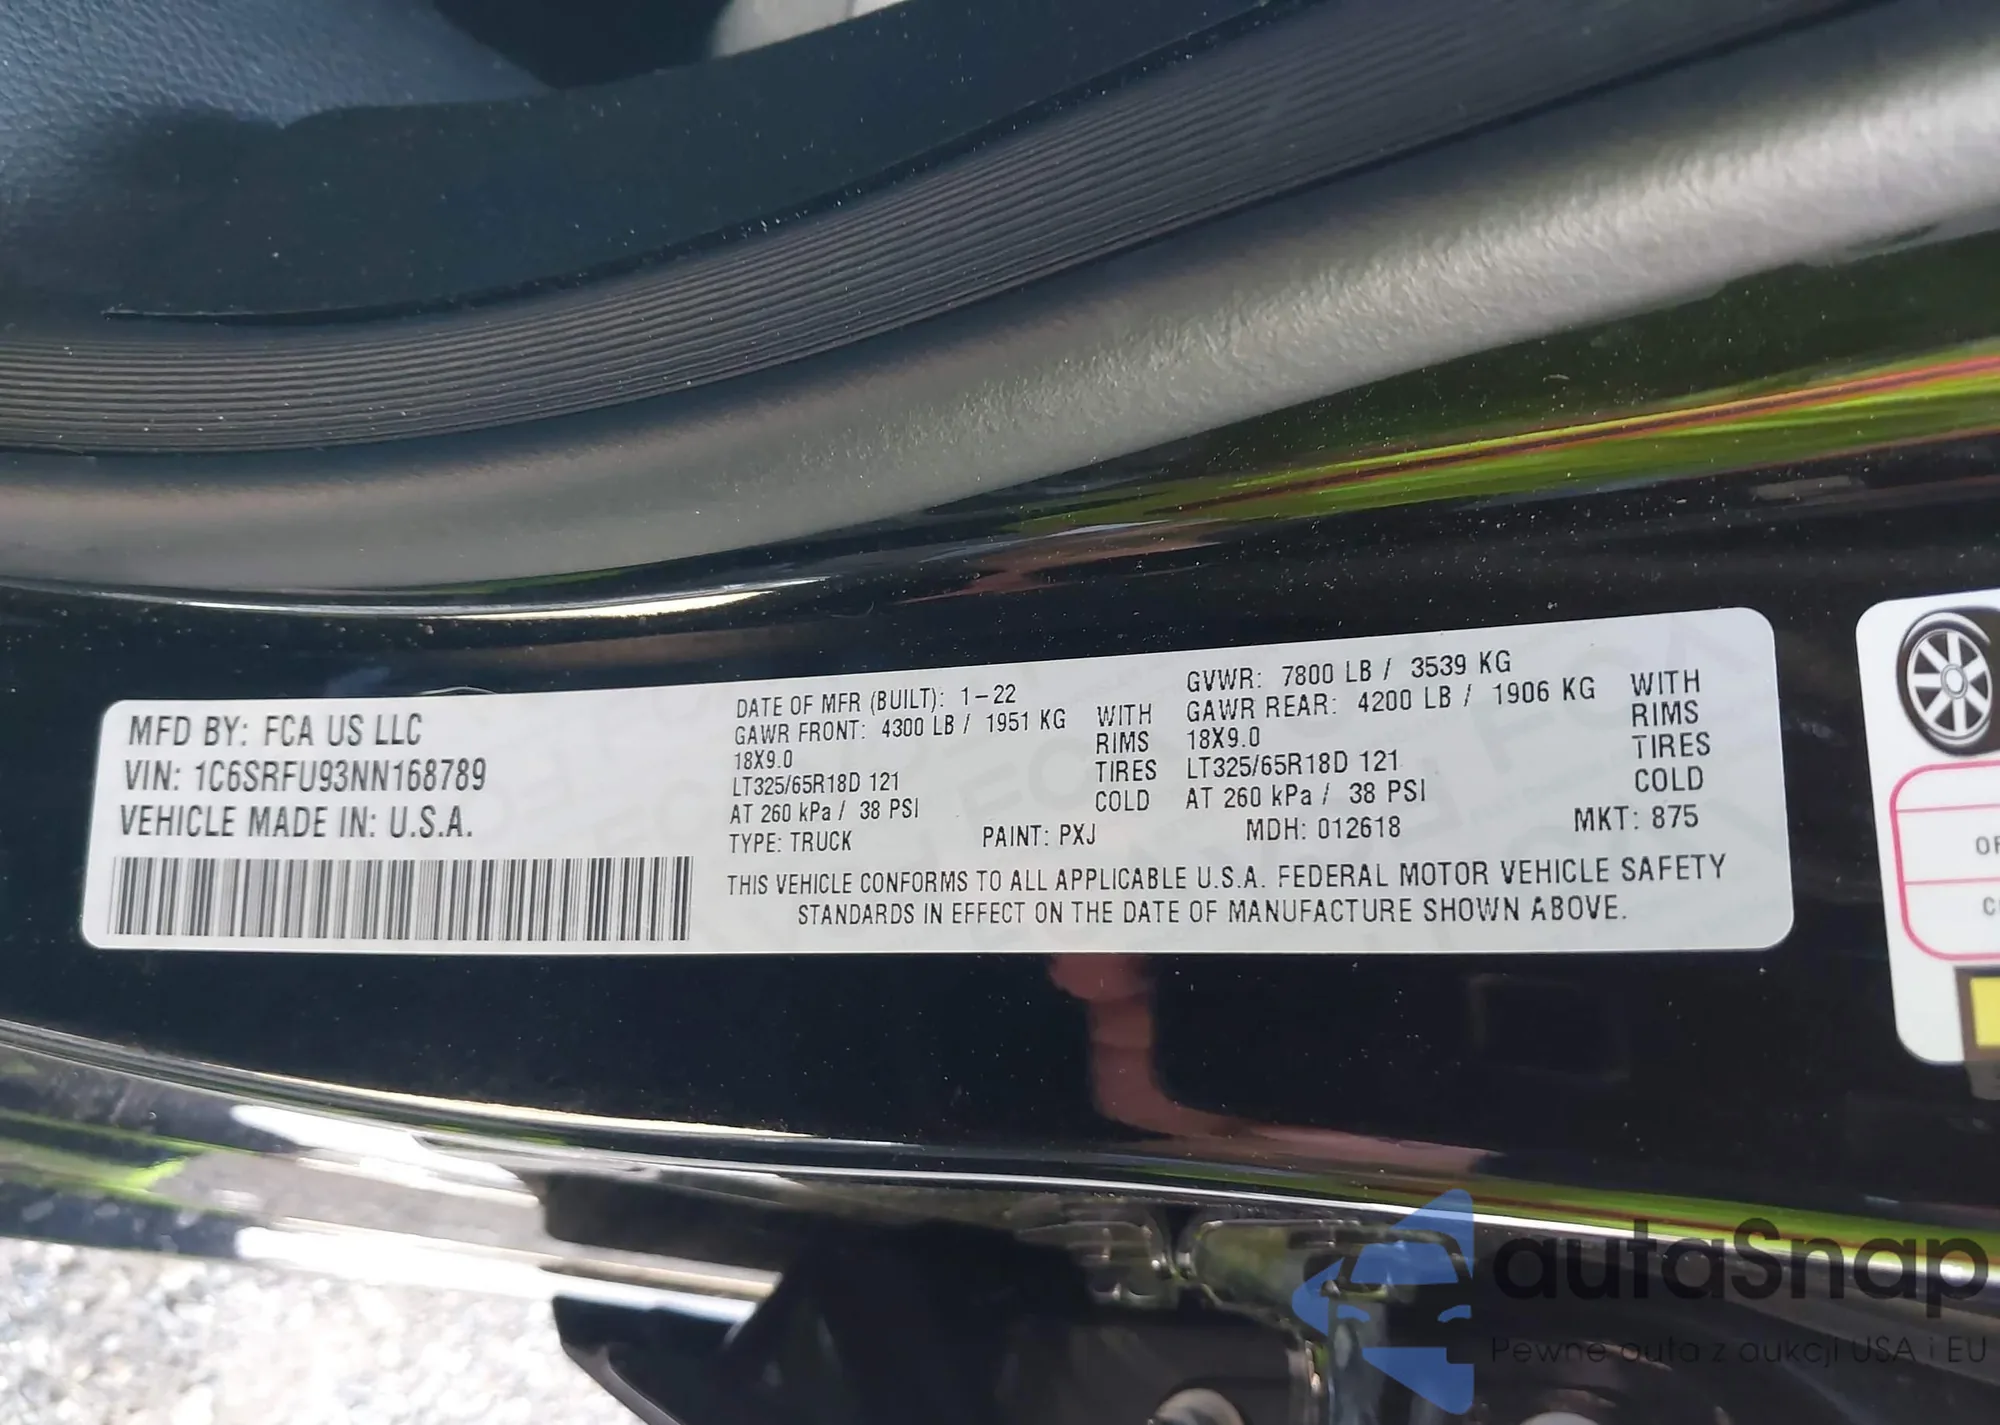 MFD BY: FCA US LLC
VIN: 1C6SRFU93NN168789
VEHICLE MADE IN: U.S.A.
DATE OF MFR (BUILT): 1-22
GAWR FRONT: 4300 LB / 1951 KG WITH
18X9.0 RIMS
LT325/65R18D 121 TIRES
AT 260 kPa / 38 PSI COLD
GVWR: 7800 LB / 3539 KG
GAWR REAR: 4200 LB / 1906 KG WITH
18X9.0 RIMS
LT325/65R18D 121 TIRES
AT 260 kPa / 38 PSI COLD
TYPE: TRUCK PAINT: PXJ MDH: 012618 MKT: 875
THIS VEHICLE CONFORMS TO ALL APPLICABLE U.S.A. FEDERAL MOTOR VEHICLE SAFETY
STANDARDS IN EFFECT ON THE DATE OF MANUFACTURE SHOWN ABOVE.
autaSnap
Pewne auta z aukcji USA i EU